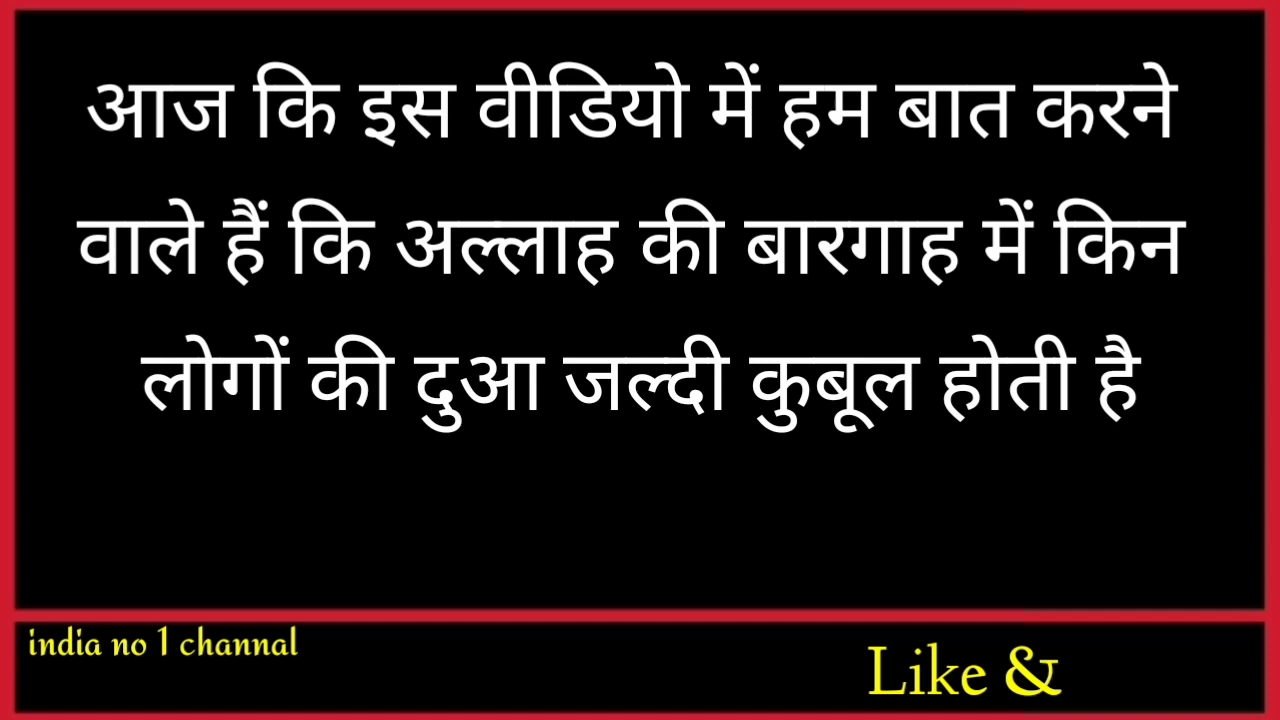 आज कि इस वीडियो में हम बात करने
वाले हैं कि अल्लाह की बारगाह में किन
लोगों की दुआ जल्दी कुबूल होती है
india no 1 channal
Like &